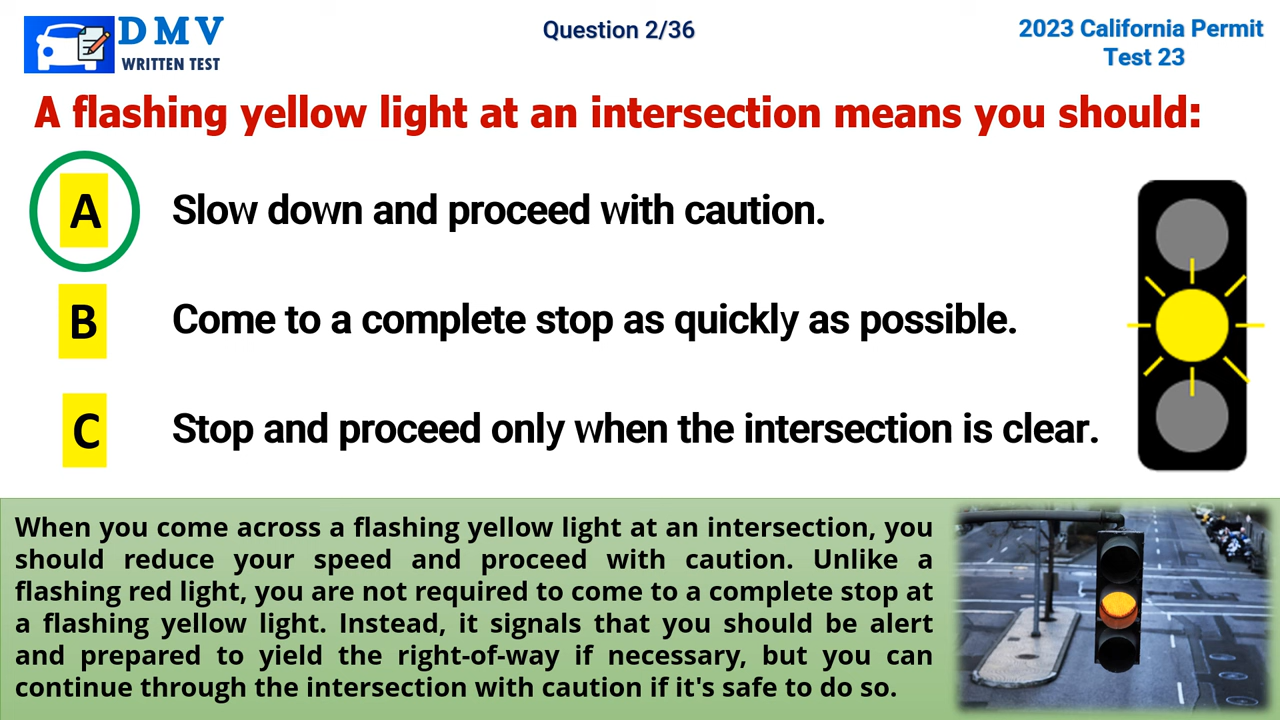 DMV
WRITTEN TEST
Question 2/36
2023 California Permit
Test 23
A flashing yellow light at an intersection means you should:
A Slow down and proceed with caution.
B Come to a complete stop as quickly as possible.
C Stop and proceed only when the intersection is clear.
When you come across a flashing yellow light at an intersection, you
should reduce your speed and proceed with caution. Unlike a
flashing red light, you are not required to come to a complete stop at
a flashing yellow light. Instead, it signals that you should be alert
and prepared to yield the right-of-way if necessary, but you can
continue through the intersection with caution if it's safe to do so.